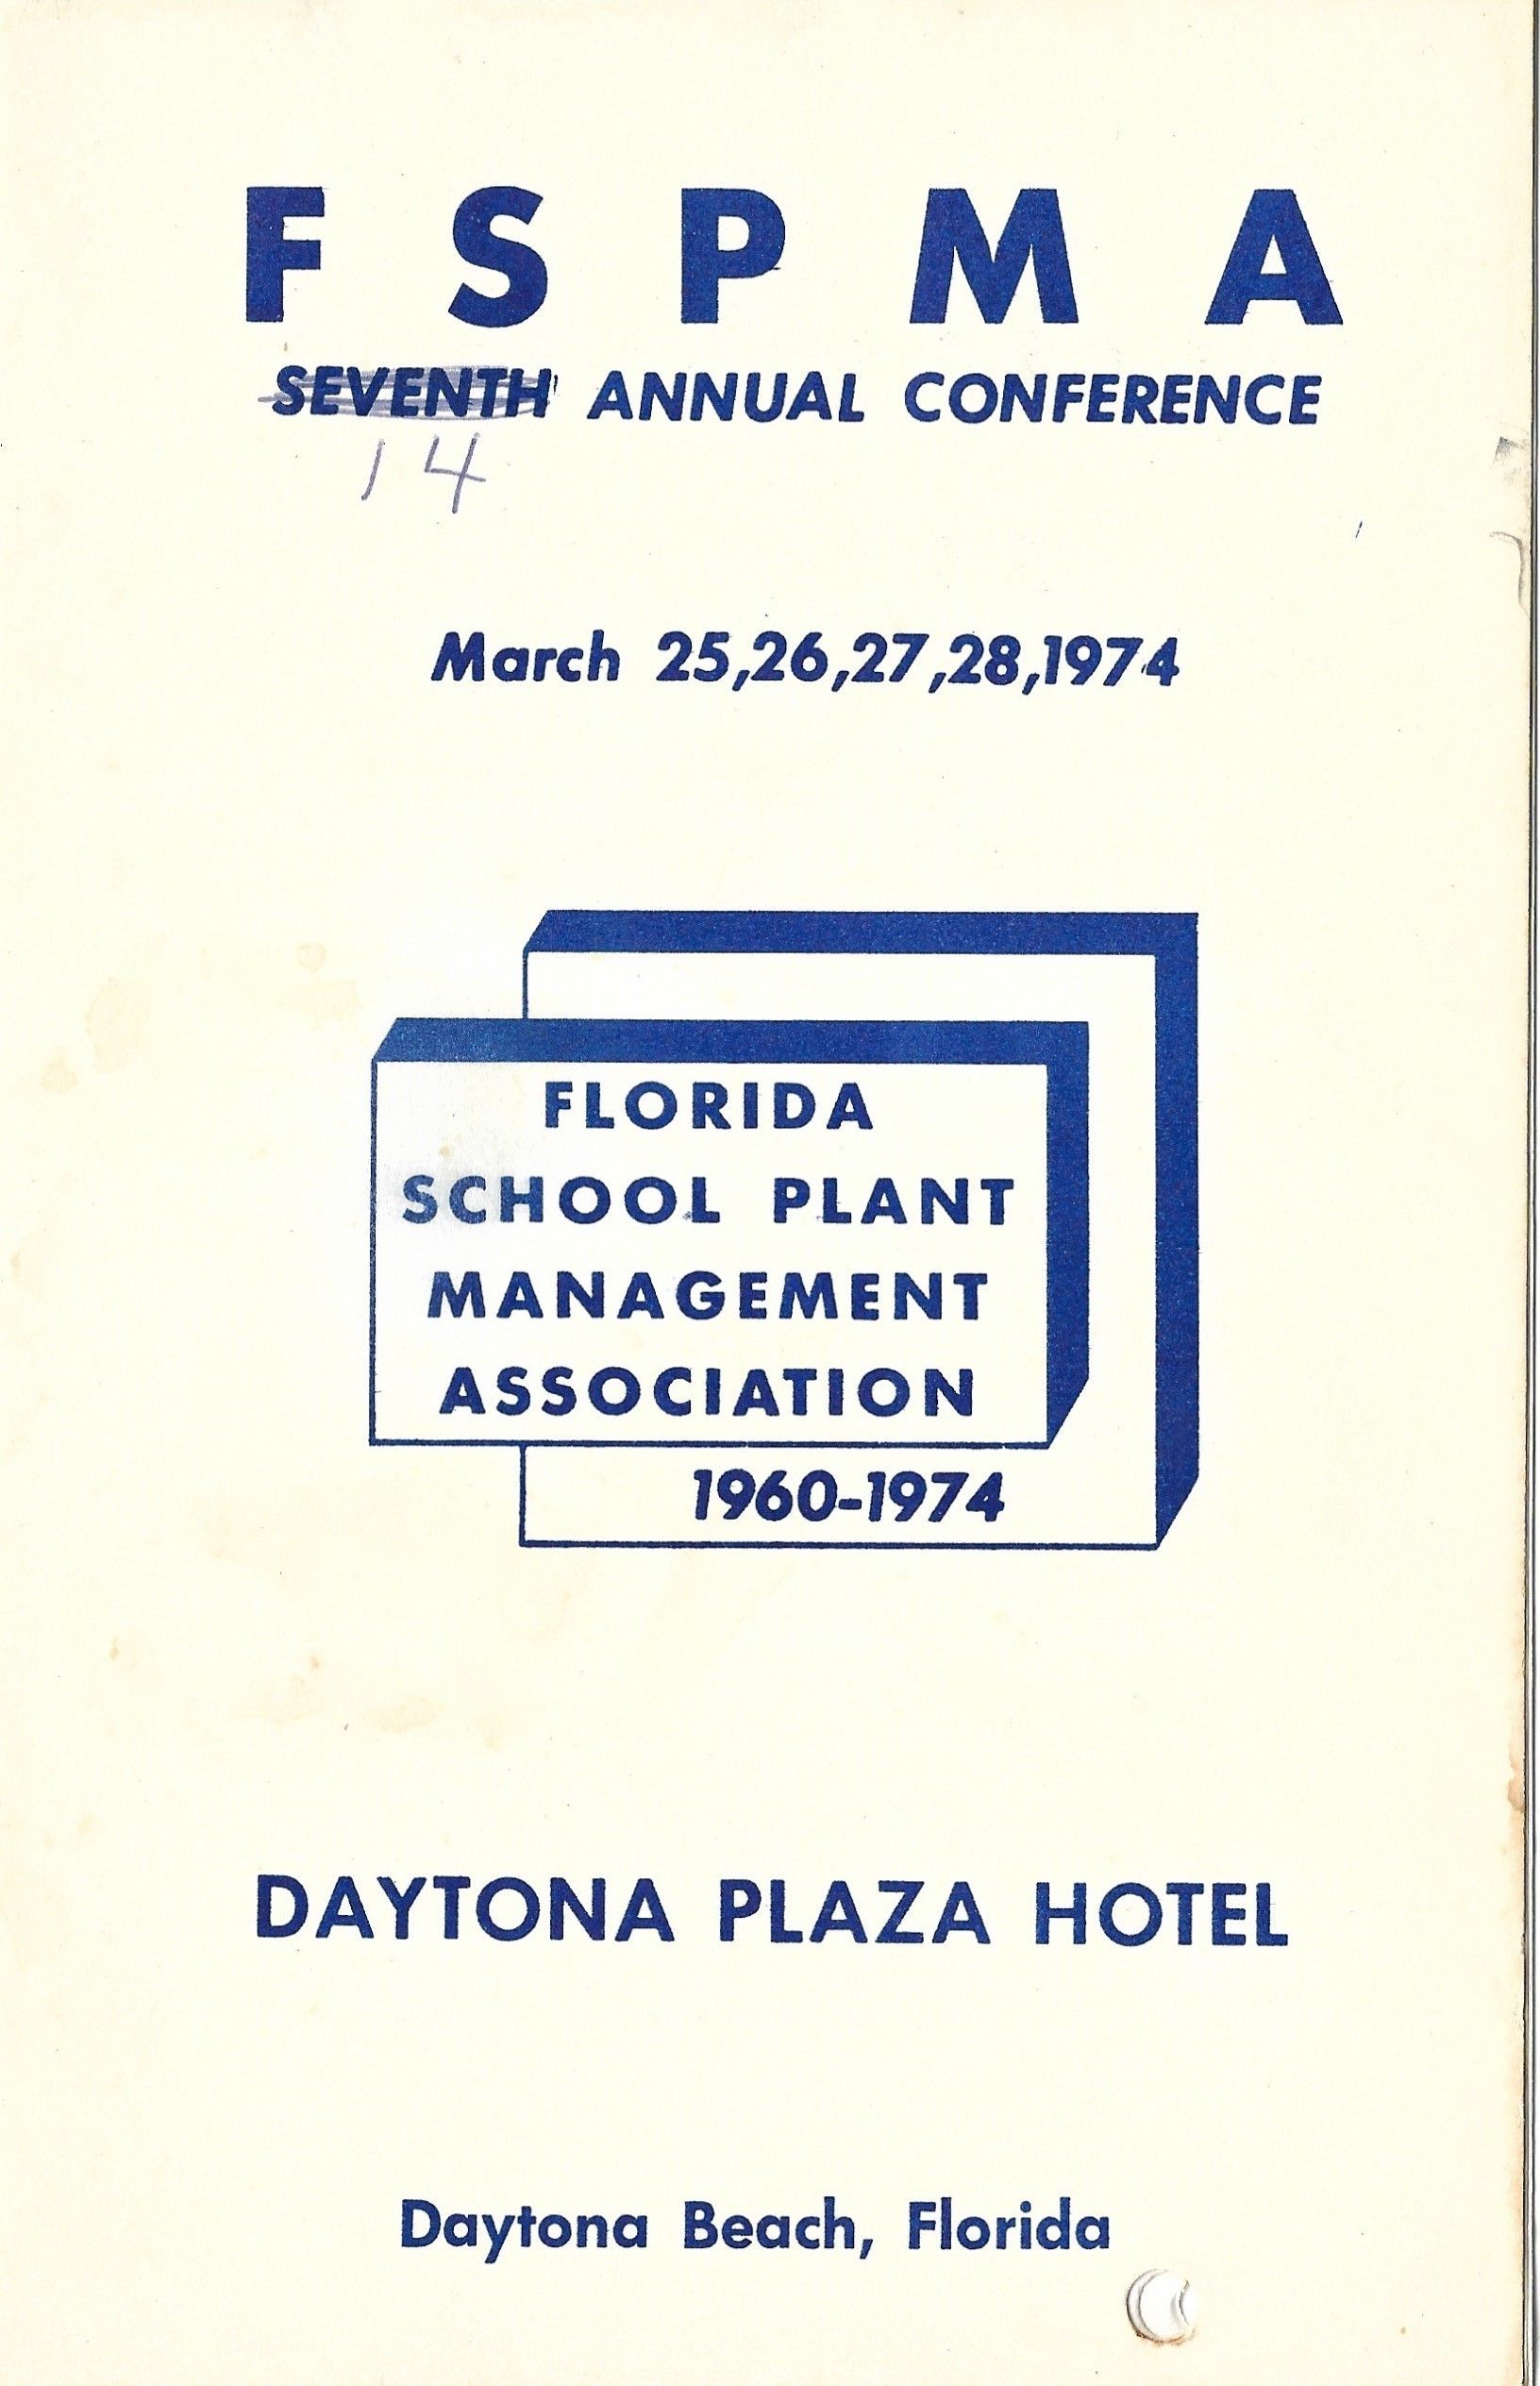 F S P M A
SEVENTH ANNUAL CONFERENCE
14
March 25,26,27,28,1974
FLORIDA
SCHOOL PLANT
MANAGEMENT
ASSOCIATION
1960-1974
DAYTONA PLAZA HOTEL
Daytona Beach, Florida